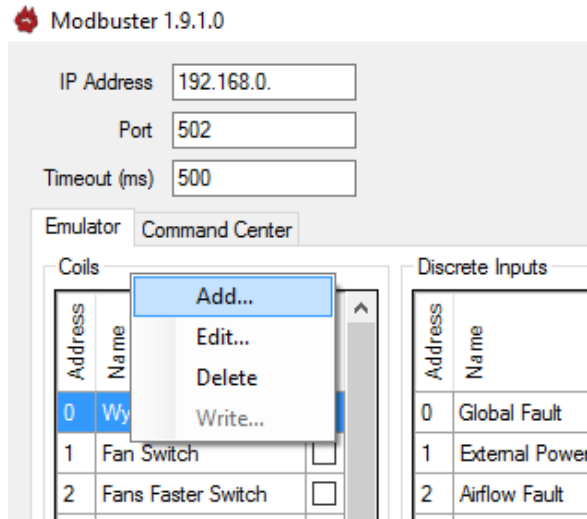 Modbuster 1.9.1.0
IP Address 192.168.0.
Port 502
Timeout (ms) 500
Emulator Command Center
Coils
Address Name
Add...
Edit...
Delete
Write...
0 Wy
1 Fan Switch
2 Fans Faster Switch
Discrete Inputs
Address Name
0 Global Fault
1 External Power
2 Airflow Fault